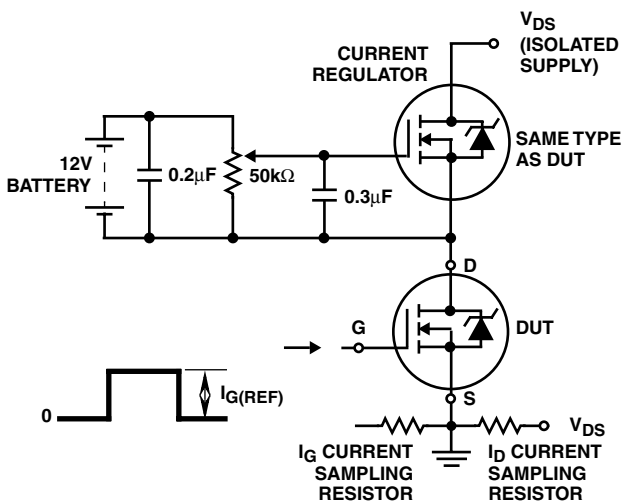 V_DS
(ISOLATED
SUPPLY)
CURRENT
REGULATOR
SAME TYPE
AS DUT
12V
BATTERY
0.2μF
50kΩ
0.3μF
D
G
DUT
I_G(REF)
0
S
V_DS
I_G CURRENT
SAMPLING
RESISTOR
I_D CURRENT
SAMPLING
RESISTOR